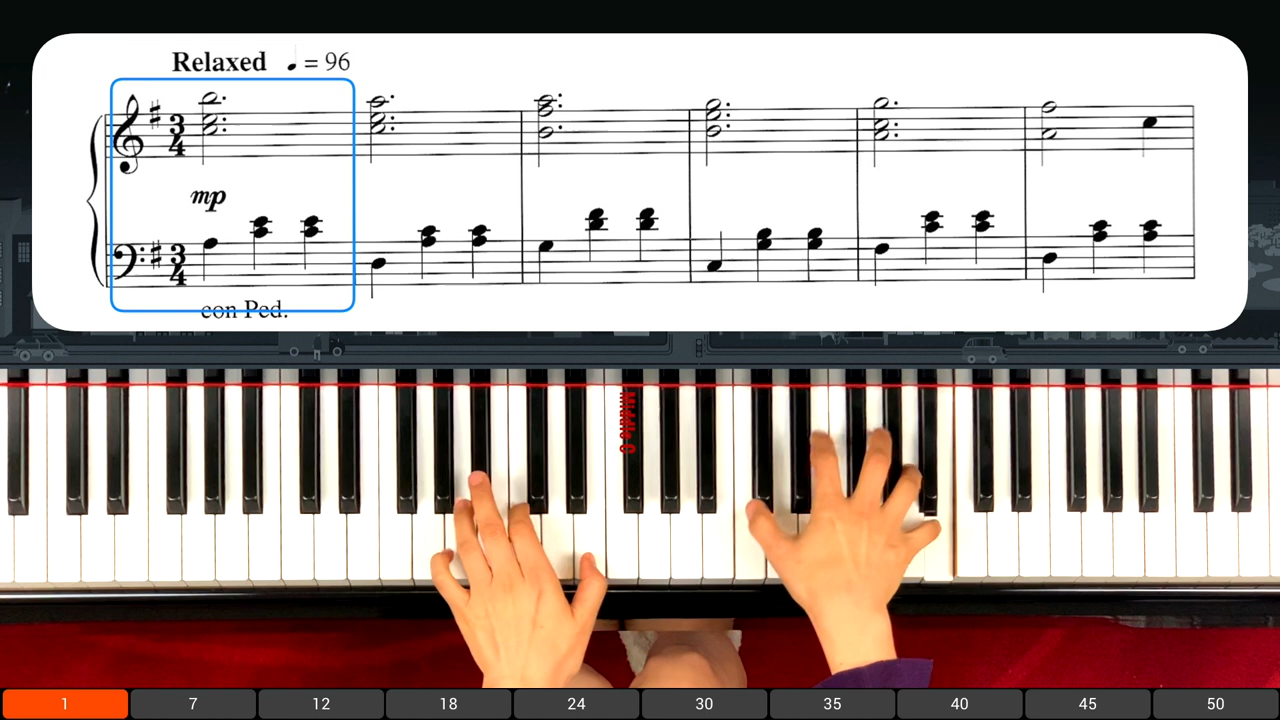 Relaxed ♩ = 96
3
4
mp
3
4
con Ped.
Middle C
1 7 12 18 24 30 35 40 45 50